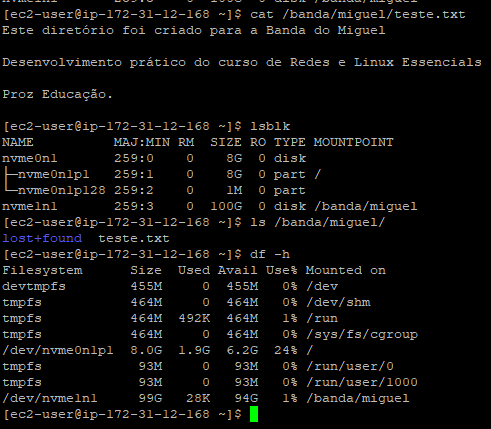 nvme1n1 259:3 0 100G 0 disk /banda/miguel
[ec2-user@ip-172-31-12-168 ~]$ cat /banda/miguel/teste.txt
Este diretório foi criado para a Banda do Miguel
Desenvolvimento prático do curso de Redes e Linux Essencials
Proz Educação.
[ec2-user@ip-172-31-12-168 ~]$ lsblk
NAME MAJ:MIN RM SIZE RO TYPE MOUNTPOINT
nvme0n1 259:0 0 8G 0 disk
├─nvme0n1p1 259:1 0 8G 0 part /
└─nvme0n1p128 259:2 0 1M 0 part
nvme1n1 259:3 0 100G 0 disk /banda/miguel
[ec2-user@ip-172-31-12-168 ~]$ ls /banda/miguel/
lost+found teste.txt
[ec2-user@ip-172-31-12-168 ~]$ df -h
Filesystem Size Used Avail Use% Mounted on
devtmpfs 455M 0 455M 0% /dev
tmpfs 464M 0 464M 0% /dev/shm
tmpfs 464M 492K 464M 1% /run
tmpfs 464M 0 464M 0% /sys/fs/cgroup
/dev/nvme0n1p1 8.0G 1.9G 6.2G 24% /
tmpfs 93M 0 93M 0% /run/user/0
tmpfs 93M 0 93M 0% /run/user/1000
/dev/nvme1n1 99G 28K 94G 1% /banda/miguel
[ec2-user@ip-172-31-12-168 ~]$